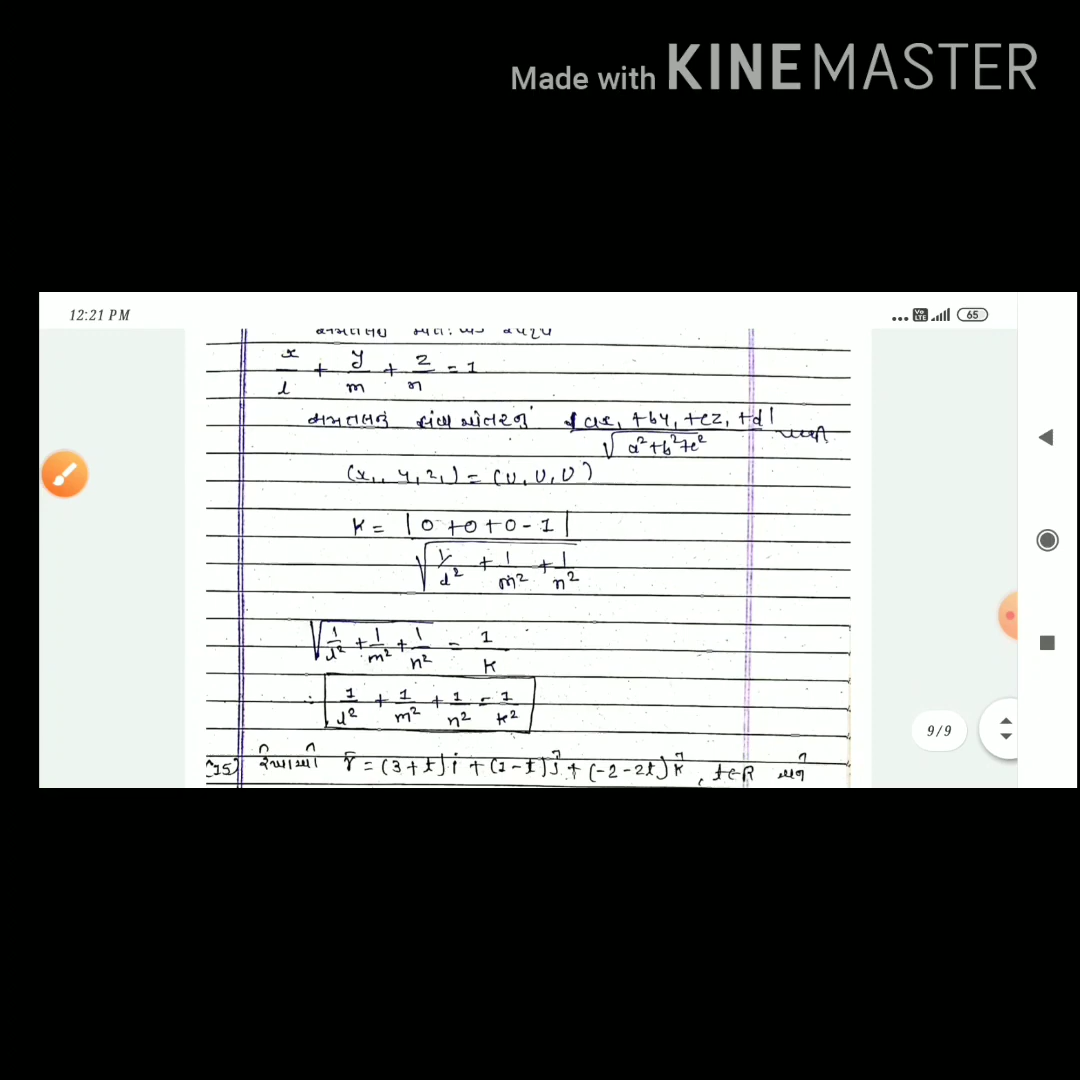 Made with KINEMASTER
12:21 PM
65
x/l + y/m + z/n = 1
|ax₁+by₁+cz₁+d| / √a²+b²+c²
(x₁, y₁, z₁) = (0, 0, 0)
K = |0+0+0-1| / √1/l² + 1/m² + 1/n²
√1/l² + 1/m² + 1/n² = 1/K
∴ 1/l² + 1/m² + 1/n² = 1/k²
9/9
(15) રેખાઓ r̄ = (3+t)î + (1-t)ĵ + (-2-2t)k̂, t∈R અને